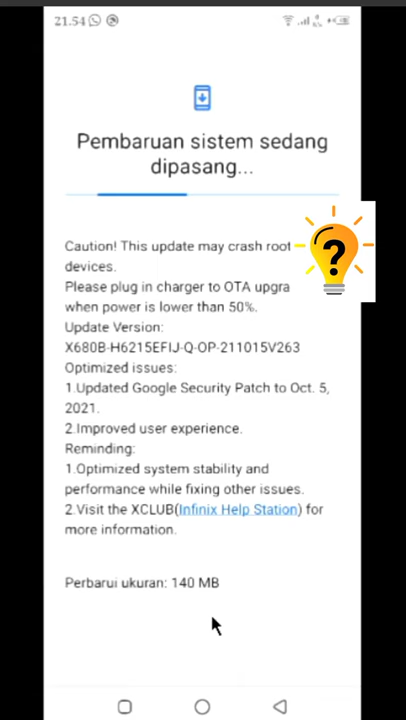 21.54
Pembaruan sistem sedang
dipasang...
Caution! This update may crash root
devices.
Please plug in charger to OTA upgra
when power is lower than 50%.
Update Version:
X680B-H6215EFIJ-Q-OP-211015V263
Optimized issues:
1.Updated Google Security Patch to Oct. 5,
2021.
2.Improved user experience.
Reminding:
1.Optimized system stability and
performance while fixing other issues.
2.Visit the XCLUB(Infinix Help Station) for
more information.
Perbarui ukuran: 140 MB
?